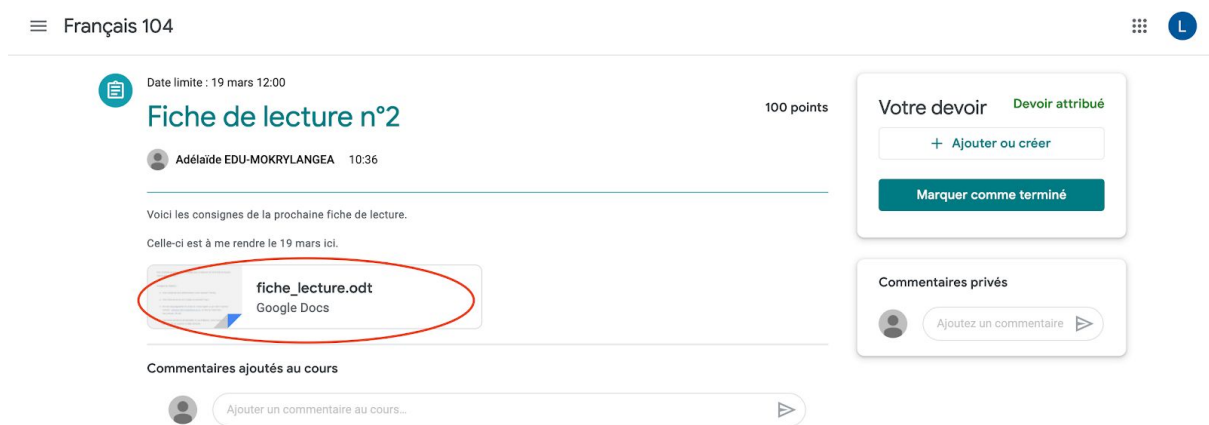 Français 104
L
Date limite : 19 mars 12:00
Fiche de lecture n°2
100 points
Adélaïde EDU-MOKRYLANGEA 10:36
Voici les consignes de la prochaine fiche de lecture.
Celle-ci est à me rendre le 19 mars ici.
fiche_lecture.odt
Google Docs
Commentaires ajoutés au cours
Ajouter un commentaire au cours...
Votre devoir Devoir attribué
+ Ajouter ou créer
Marquer comme terminé
Commentaires privés
Ajoutez un commentaire